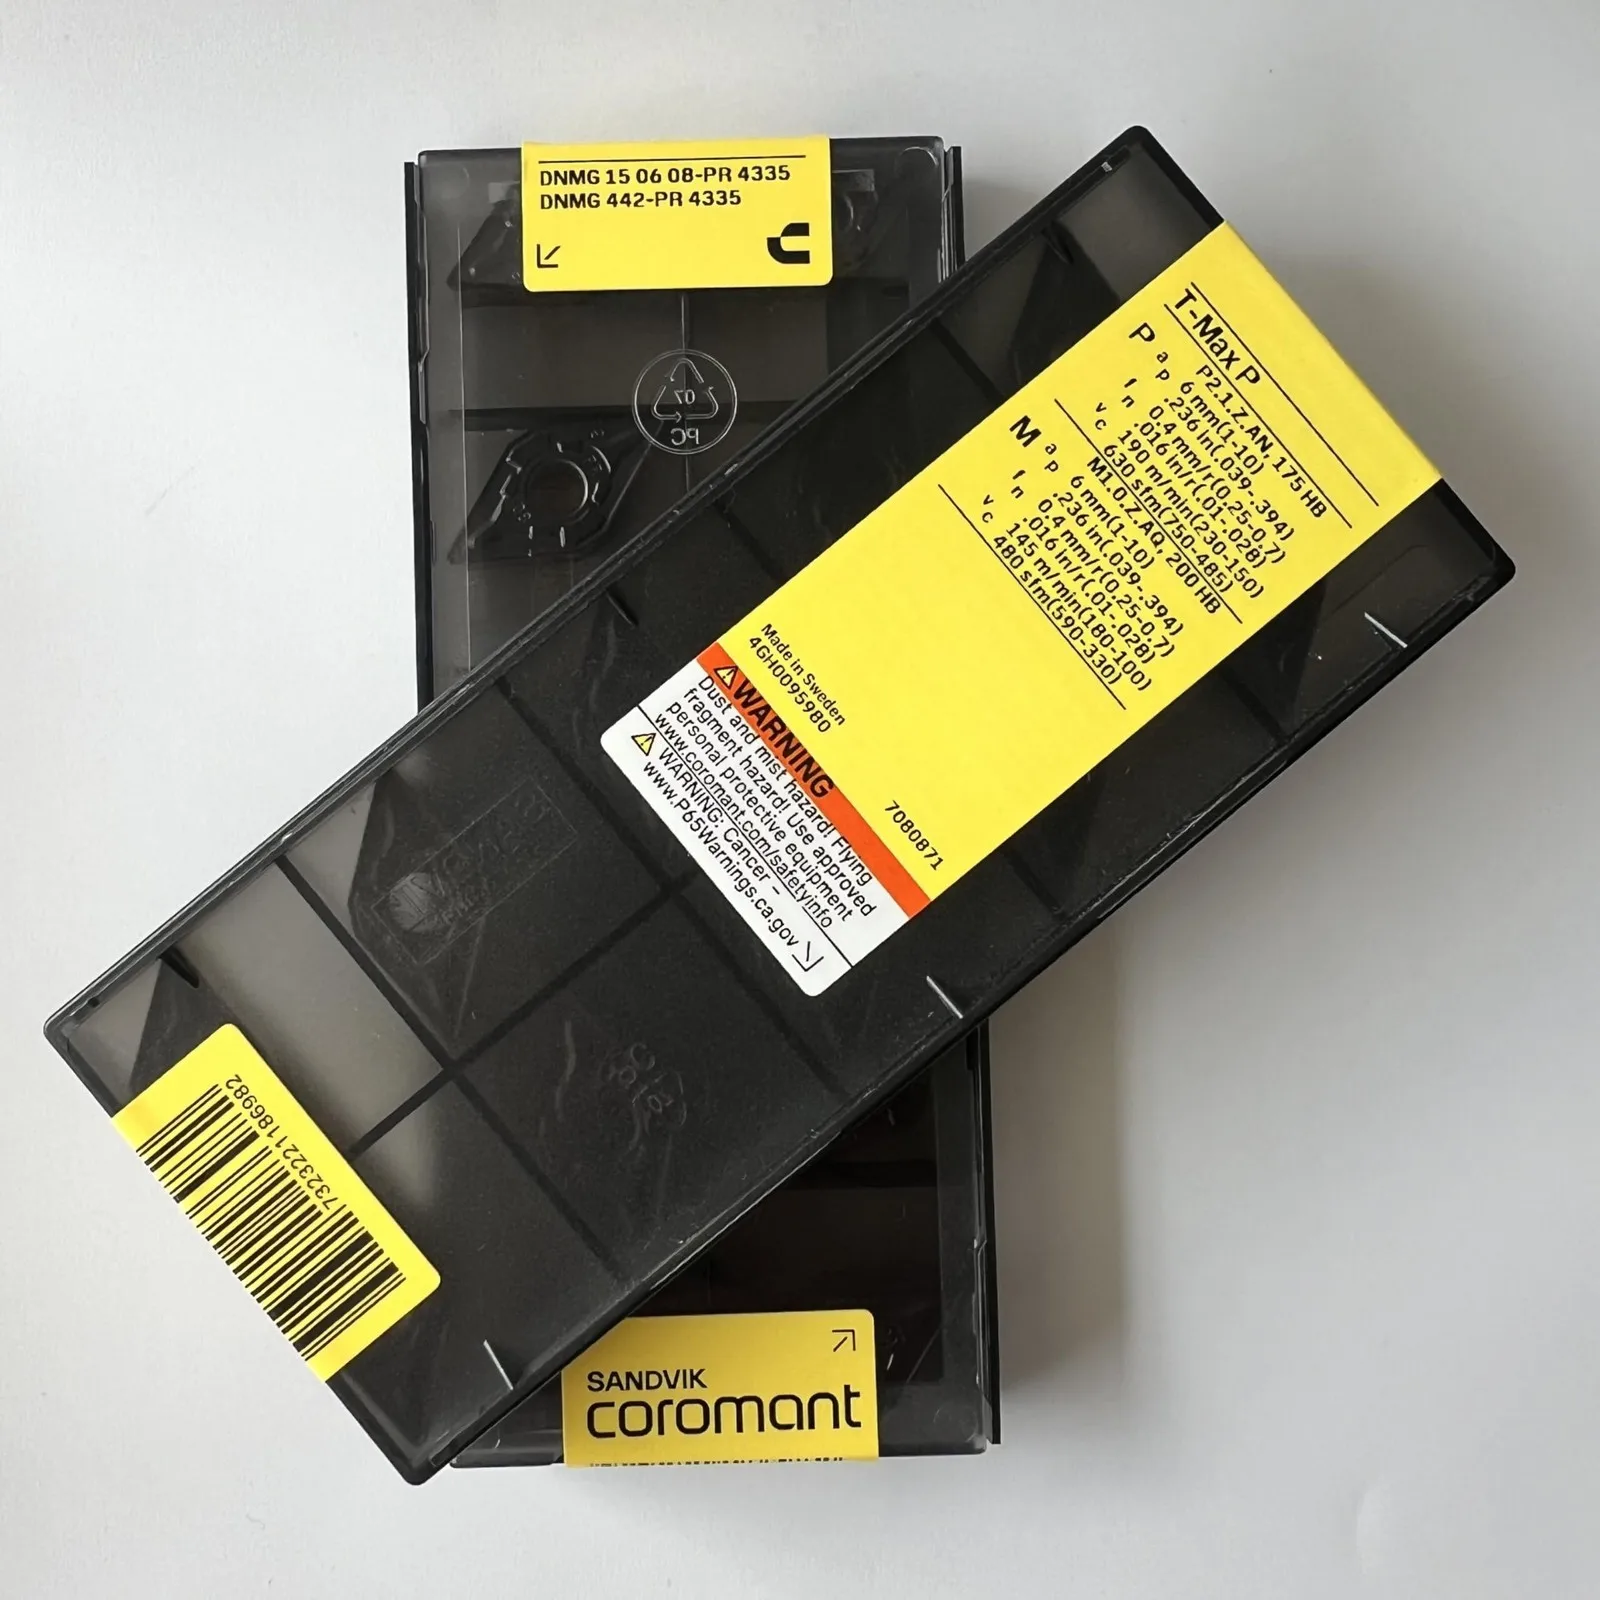 DNMG 15 06 08-PR 4335
DNMG 442-PR 4335
07
PC
T-Max P
P P2.1.Z.AN, 175 HB
ap 6 mm(1-10)
.236 in(.039-.394)
fn 0.4 mm/r(0.25-0.7)
.016 in/r(.01-.028)
vc 190 m/min(230-150)
630 sfm(750-485)
M M1.0.Z.AQ, 200 HB
ap 6 mm(1-10)
.236 in(.039-.394)
fn 0.4 mm/r(0.25-0.7)
.016 in/r(.01-.028)
vc 145 m/min(180-100)
480 sfm(590-330)
Made in Sweden
4GH0095980
7080871
WARNING
Dust and mist hazard! Flying
fragment hazard! Use approved
personal protective equipment
www.coromant.com/safetyinfo
WARNING: Cancer -
www.P65Warnings.ca.gov
7323221186982
SANDVIK
coromant